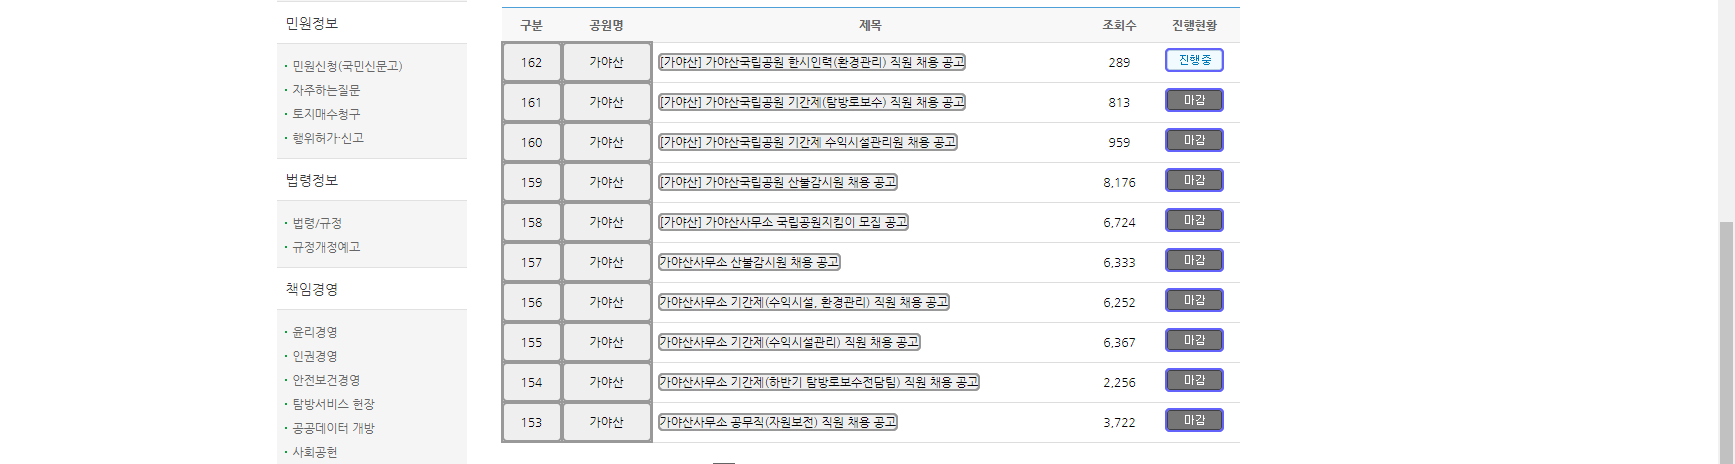 민원정보
민원신청(국민신문고)
자주하는질문
토지매수청구
행위허가·신고
법령정보
법령/규정
규정개정예고
책임경영
윤리경영
인권경영
안전보건경영
탐방서비스 헌장
공공데이터 개방
사회공헌
구분 공원명 제목 조회수 진행현황
162 가야산 [가야산] 가야산국립공원 한시인력(환경관리) 직원 채용 공고 289 진행중
161 가야산 [가야산] 가야산국립공원 기간제(탐방로보수) 직원 채용 공고 813 마감
160 가야산 [가야산] 가야산국립공원 기간제 수익시설관리원 채용 공고 959 마감
159 가야산 [가야산] 가야산국립공원 산불감시원 채용 공고 8,176 마감
158 가야산 [가야산] 가야산사무소 국립공원지킴이 모집 공고 6,724 마감
157 가야산 가야산사무소 산불감시원 채용 공고 6,333 마감
156 가야산 가야산사무소 기간제(수익시설, 환경관리) 직원 채용 공고 6,252 마감
155 가야산 가야산사무소 기간제(수익시설관리) 직원 채용 공고 6,367 마감
154 가야산 가야산사무소 기간제(하반기 탐방로보수전담팀) 직원 채용 공고 2,256 마감
153 가야산 가야산사무소 공무직(자원보전) 직원 채용 공고 3,722 마감